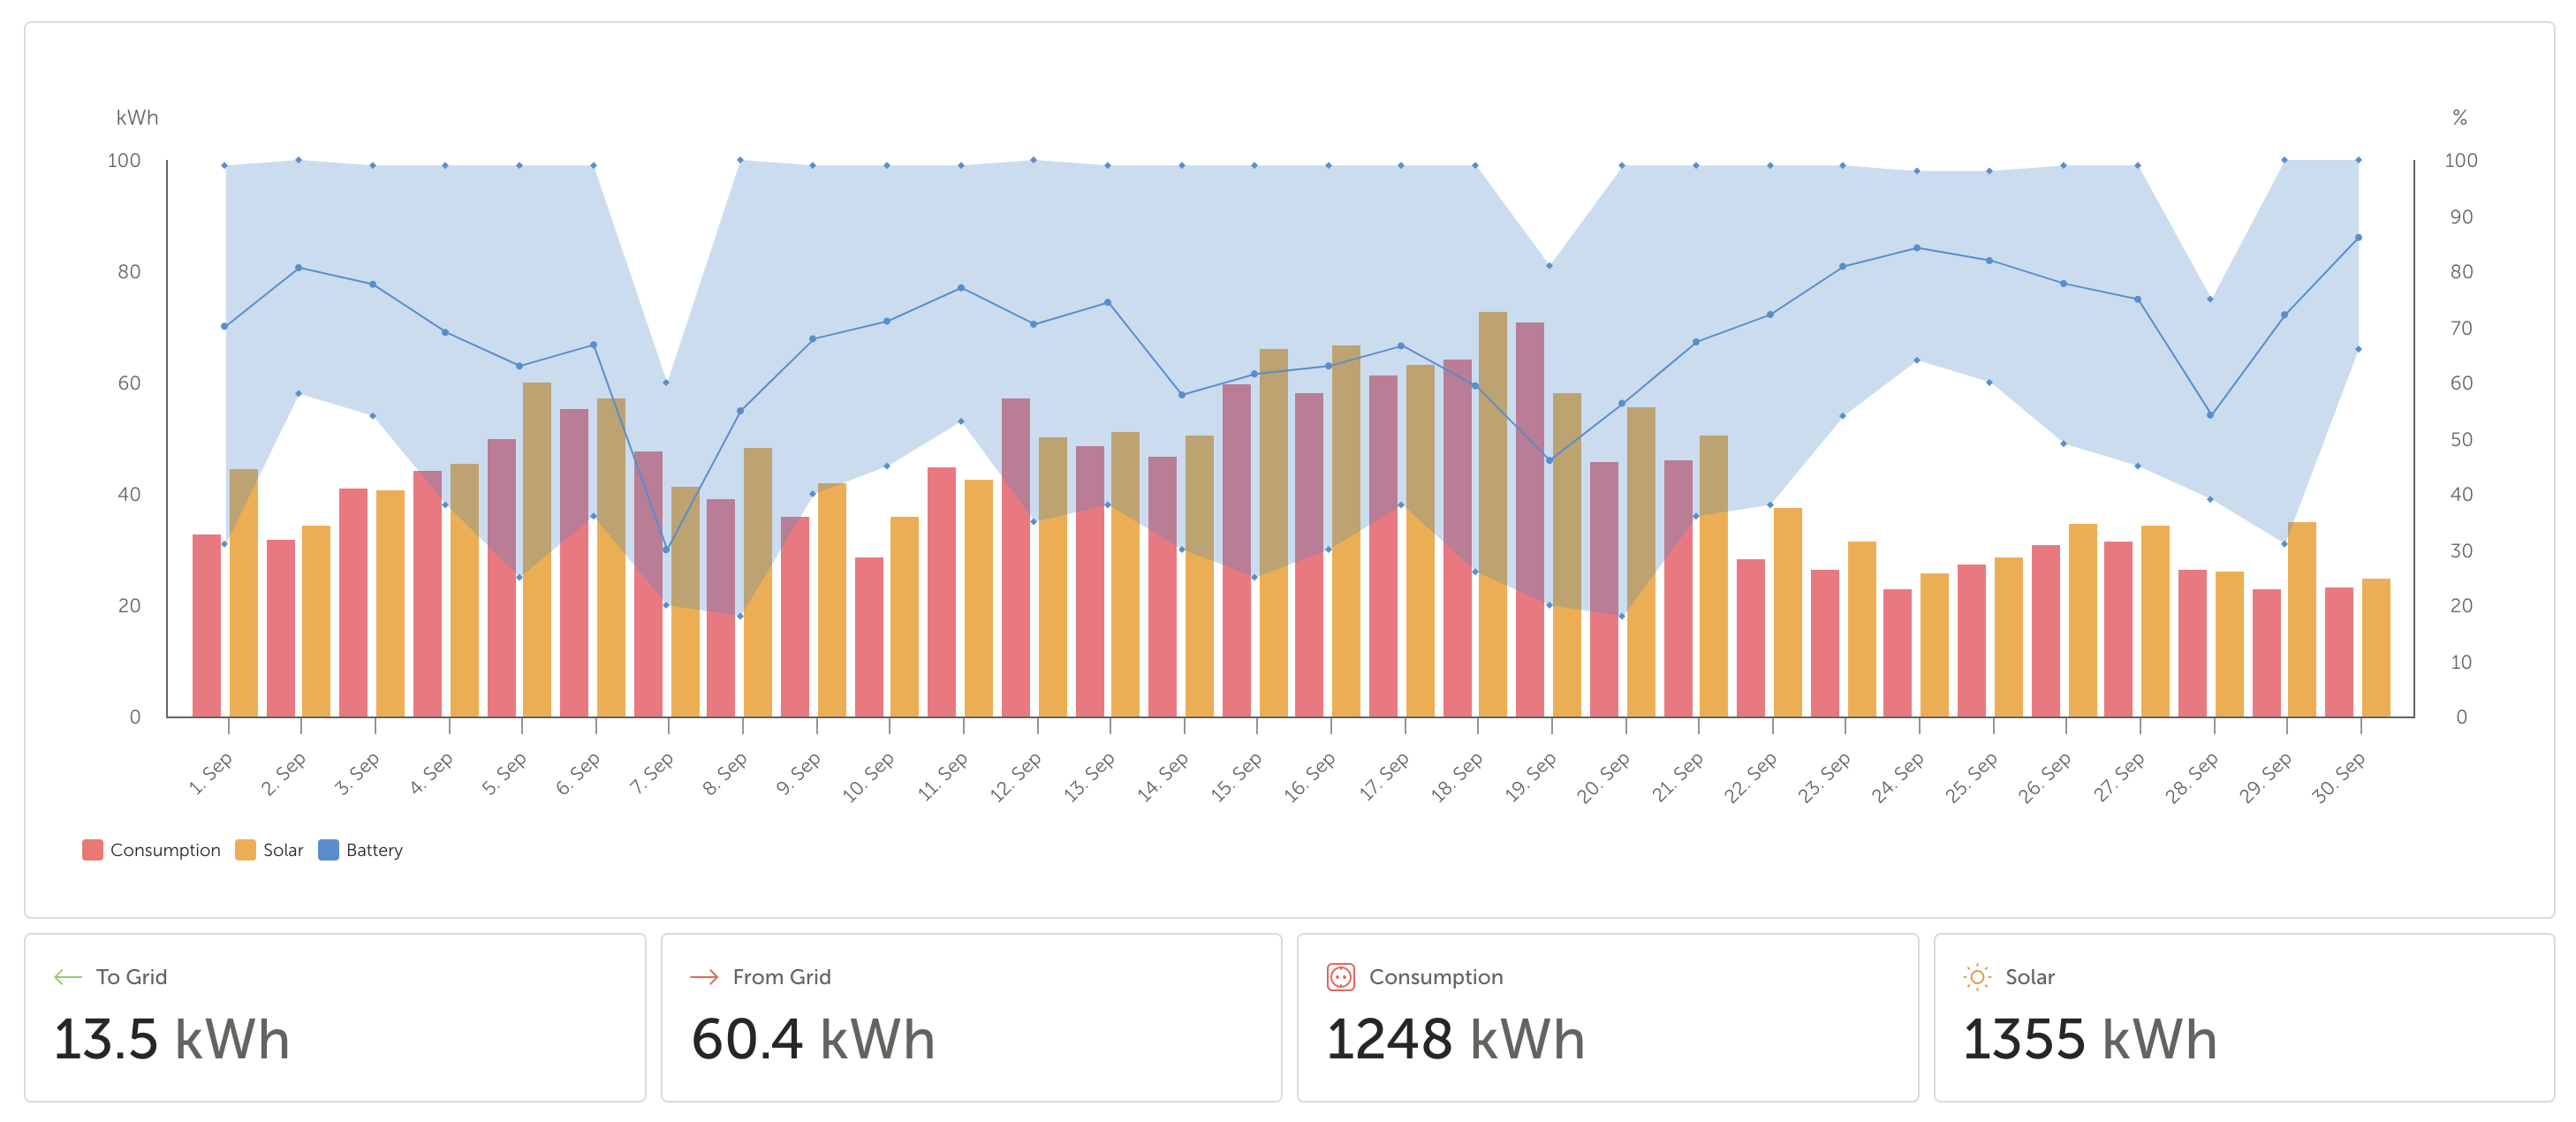 kWh %
100 100
90
80 80
70
60 60
50
40 40
30
20 20
10
0 0
1. Sep 2. Sep 3. Sep 4. Sep 5. Sep 6. Sep 7. Sep 8. Sep 9. Sep 10. Sep 11. Sep 12. Sep 13. Sep 14. Sep 15. Sep 16. Sep 17. Sep 18. Sep 19. Sep 20. Sep 21. Sep 22. Sep 23. Sep 24. Sep 25. Sep 26. Sep 27. Sep 28. Sep 29. Sep 30. Sep
Consumption Solar Battery
To Grid
13.5 kWh
From Grid
60.4 kWh
Consumption
1248 kWh
Solar
1355 kWh